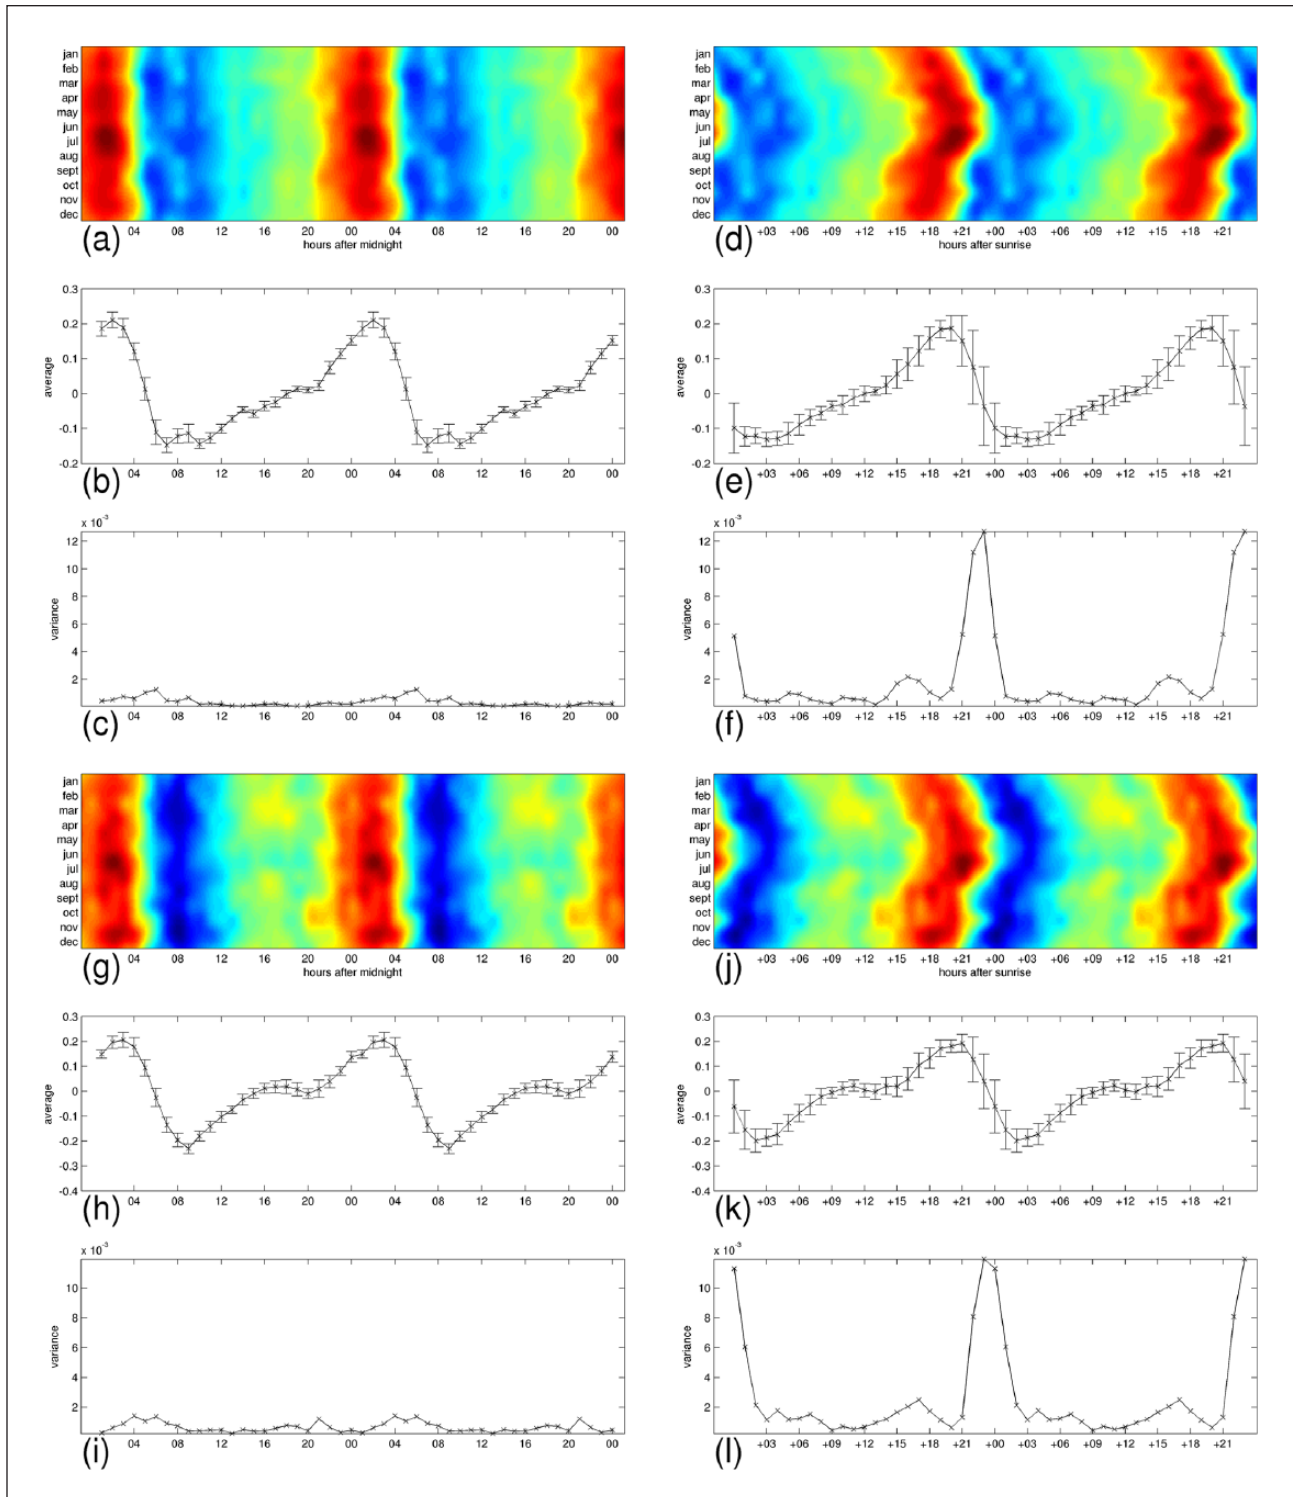 jan
feb
mar
apr
may
jun
jul
aug
sept
oct
nov
dec
(a) 04 08 12 16 20 00 04 08 12 16 20 00
hours after midnight
jan
feb
mar
apr
may
jun
jul
aug
sept
oct
nov
dec
(d) +03 +06 +09 +12 +15 +18 +21 +00 +03 +06 +09 +12 +15 +18 +21
hours after sunrise
0.3
0.2
0.1
0
-0.1
-0.2
average
(b) 04 08 12 16 20 00 04 08 12 16 20 00
0.3
0.2
0.1
0
-0.1
-0.2
average
(e) +03 +06 +09 +12 +15 +18 +21 +00 +03 +06 +09 +12 +15 +18 +21
x 10⁻³
12
10
8
6
4
2
variance
(c) 04 08 12 16 20 00 04 08 12 16 20 00
x 10⁻³
12
10
8
6
4
2
variance
(f) +03 +06 +09 +12 +15 +18 +21 +00 +03 +06 +09 +12 +15 +18 +21
jan
feb
mar
apr
may
jun
jul
aug
sept
oct
nov
dec
(g) 04 08 12 16 20 00 04 08 12 16 20 00
hours after midnight
jan
feb
mar
apr
may
jun
jul
aug
sept
oct
nov
dec
(j) +03 +06 +09 +12 +15 +18 +21 +00 +03 +06 +09 +12 +15 +18 +21
hours after sunrise
0.3
0.2
0.1
0
-0.1
-0.2
-0.3
-0.4
average
(h) 04 08 12 16 20 00 04 08 12 16 20 00
0.3
0.2
0.1
0
-0.1
-0.2
-0.3
-0.4
average
(k) +03 +06 +09 +12 +15 +18 +21 +00 +03 +06 +09 +12 +15 +18 +21
x 10⁻³
10
8
6
4
2
variance
(i) 04 08 12 16 20 00 04 08 12 16 20 00
x 10⁻³
10
8
6
4
2
variance
(l) +03 +06 +09 +12 +15 +18 +21 +00 +03 +06 +09 +12 +15 +18 +21